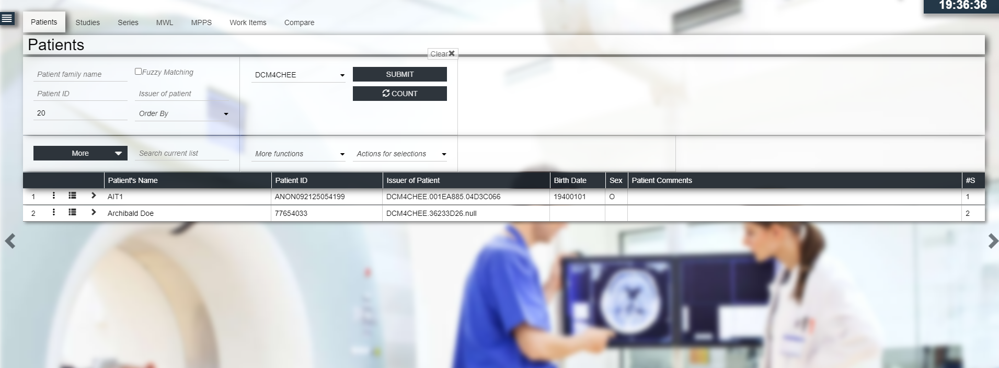 19:36:36
Patients Studies Series MWL MPPS Work Items Compare
Patients
Clear
Patient family name Fuzzy Matching DCM4CHEE SUBMIT
Patient ID Issuer of patient COUNT
20 Order By
More Search current list More functions Actions for selections
Patient's Name Patient ID Issuer of Patient Birth Date Sex Patient Comments #S
1 AIT1 ANON092125054199 DCM4CHEE.001EA885.04D3C066 19400101 O 1
2 Archibald Doe 77654033 DCM4CHEE.36233D26.null 2